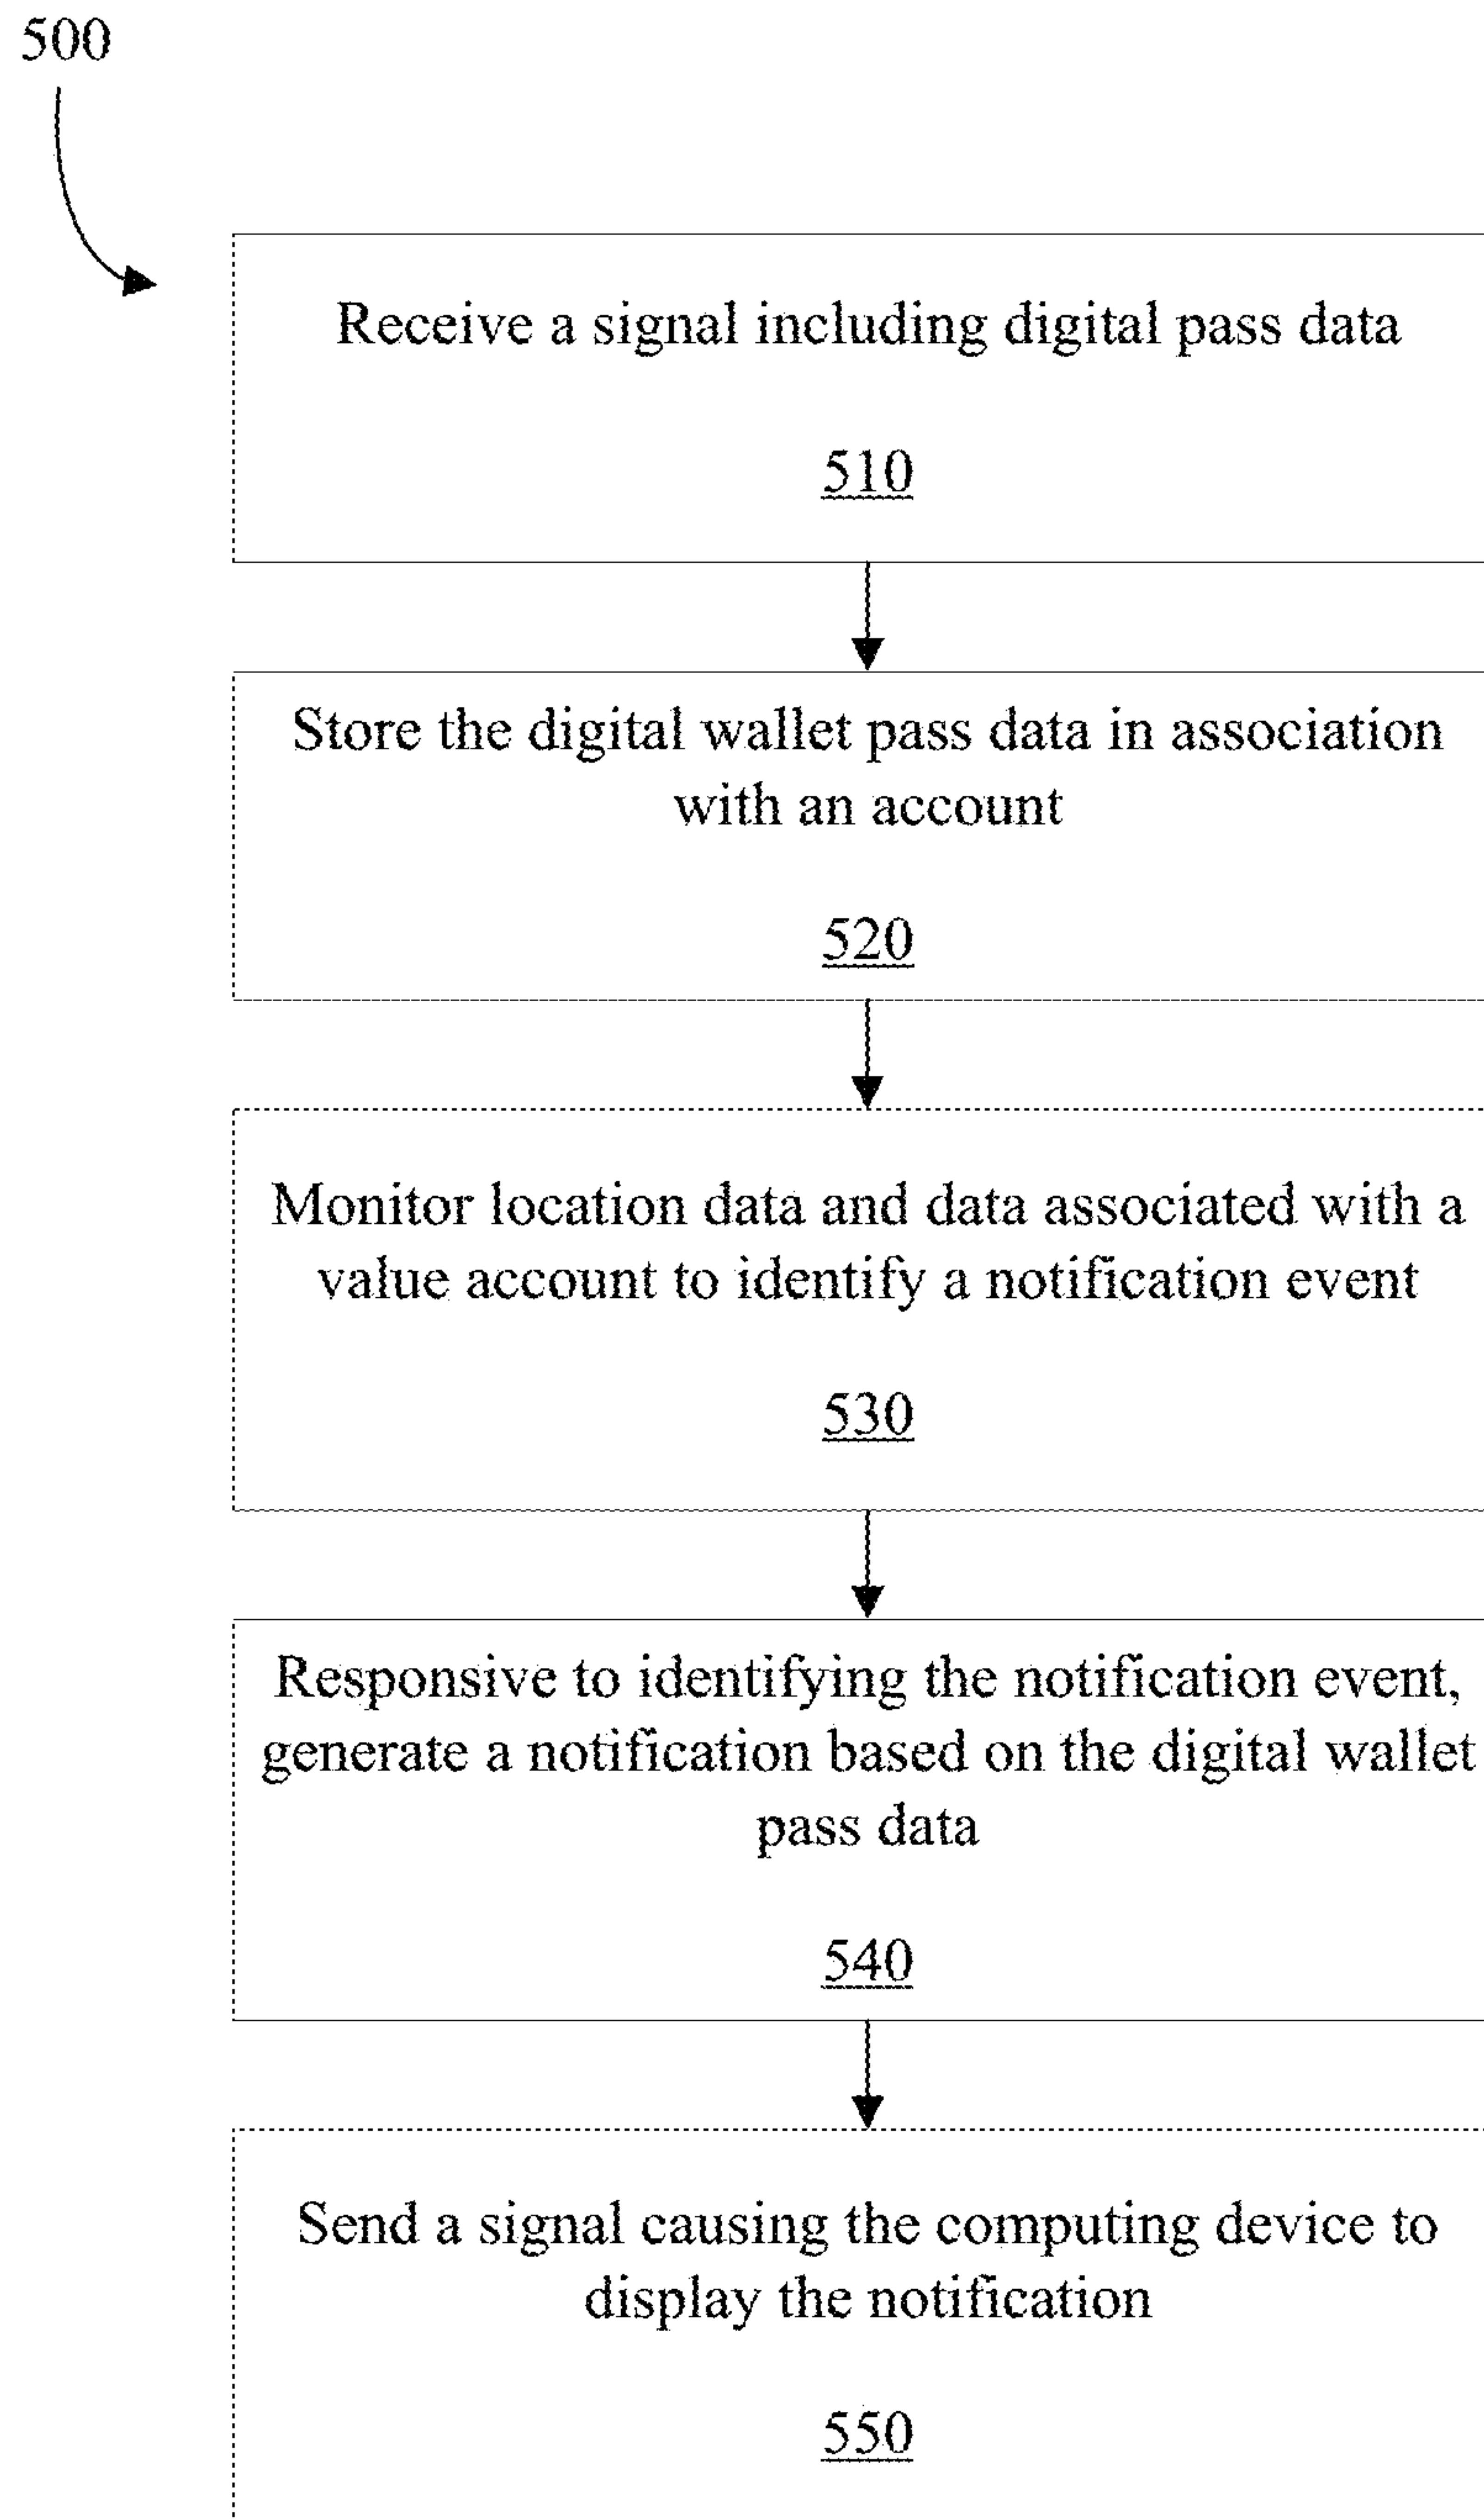 500
Receive a signal including digital pass data
510
Store the digital wallet pass data in association
with an account
520
Monitor location data and data associated with a
value account to identify a notification event
530
Responsive to identifying the notification event,
generate a notification based on the digital wallet
pass data
540
Send a signal causing the computing device to
display the notification
550